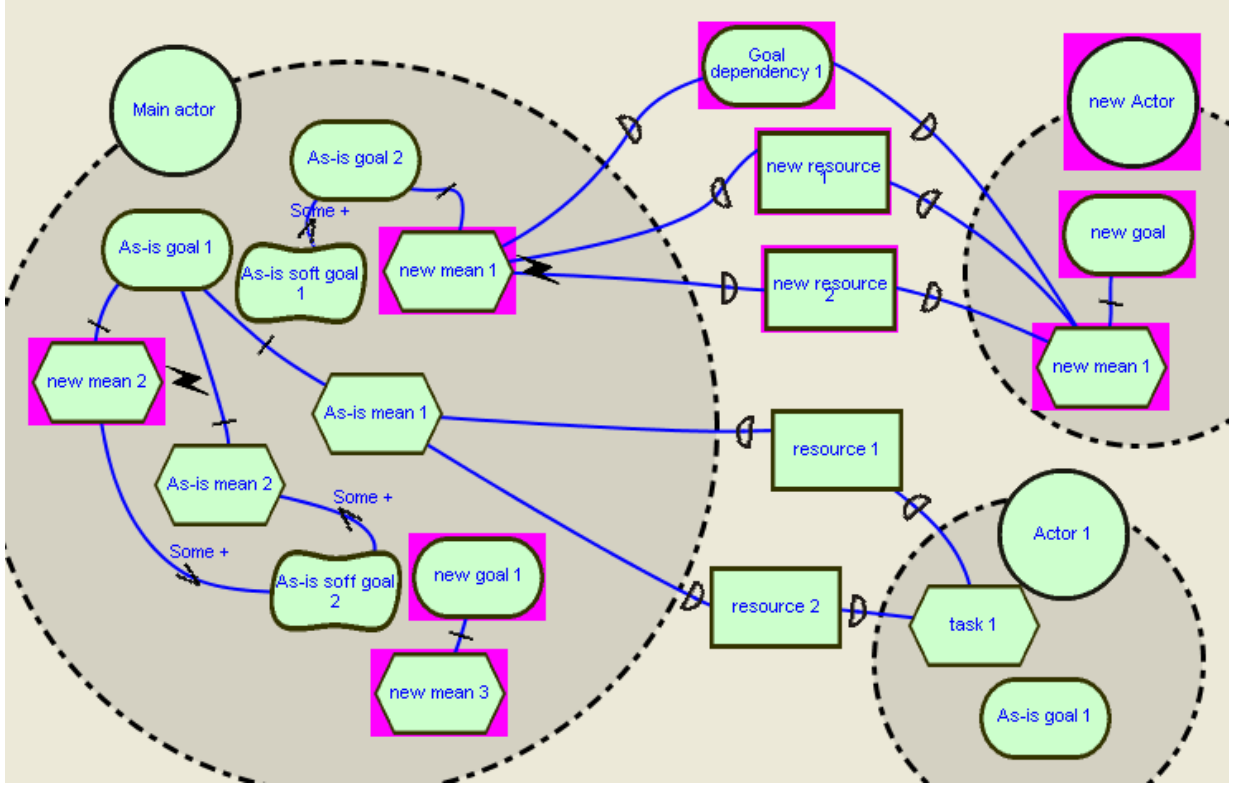 Goal
dependency 1
new Actor
Main actor
As-is goal 2
new resource
1
Some +
new goal
As-is goal 1
new mean 1
As-is soft goal
1
new resource
2
new mean 1
new mean 2
As-is mean 1
resource 1
As-is mean 2
Some +
Actor 1
Some +
As-is soff goal
2
new goal 1
resource 2
task 1
new mean 3
As-is goal 1